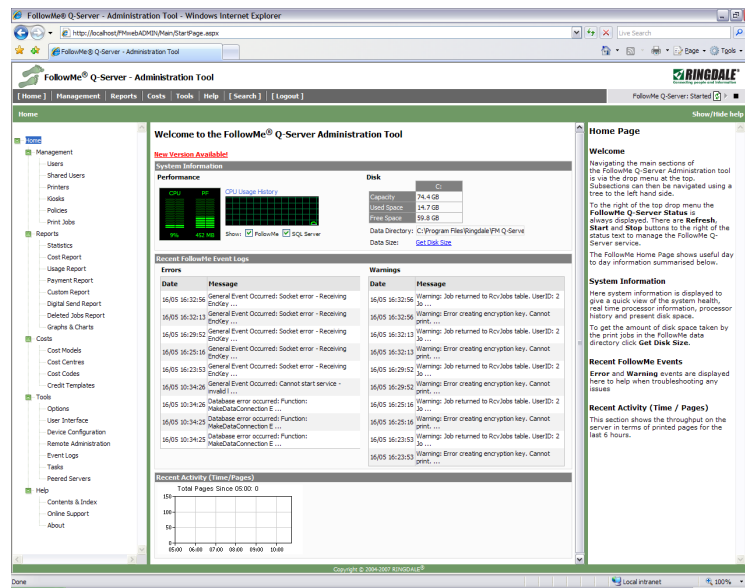 FollowMe® Q-Server - Administration Tool - Windows Internet Explorer
http://localhost/FMwebADMIN/Main/StartPage.aspx
Live Search
FollowMe® Q-Server - Administration Tool
Page
Tools
FollowMe® Q-Server - Administration Tool
RINGDALE®
Connecting people and information
[ Home ] Management Reports Costs Tools Help [ Search ] [ Logout ]
FollowMe Q-Server: Started
Home
Show/Hide help
Home
Management
Users
Shared Users
Printers
Kiosks
Policies
Print Jobs
Reports
Statistics
Cost Report
Usage Report
Payment Report
Custom Report
Digital Send Report
Deleted Jobs Report
Graphs & Charts
Costs
Cost Models
Cost Centres
Cost Codes
Credit Templates
Tools
Options
User Interface
Device Configuration
Remote Administration
Event Logs
Tasks
Peered Servers
Help
Contents & Index
Online Support
About
Welcome to the FollowMe® Q-Server Administration Tool
New Version Available!
System Information
Performance
CPU
PF
CPU Usage History
9%
452 MB
Show: FollowMe SQL Server
Disk
C:
Capacity 74.4 GB
Used Space 14.7 GB
Free Space 59.8 GB
Data Directory: C:\Program Files\Ringdale\FM Q-Serve
Data Size: Get Disk Size
Recent FollowMe Event Logs
Errors
Date Message
16/05 16:32:56 General Event Occurred: Socket error - Receiving
EncKey ...
16/05 16:32:13 General Event Occurred: Socket error - Receiving
EncKey ...
16/05 16:29:52 General Event Occurred: Socket error - Receiving
EncKey ...
16/05 16:25:16 General Event Occurred: Socket error - Receiving
EncKey ...
16/05 16:23:53 General Event Occurred: Socket error - Receiving
EncKey ...
16/05 10:34:26 General Event Occurred: Cannot start service -
invalid l ...
16/05 10:34:26 Database error occurred: Function:
MakeDataConnection E ...
16/05 10:34:25 Database error occurred: Function:
MakeDataConnection E ...
16/05 10:34:25 Database error occurred: Function:
MakeDataConnection E ...
Warnings
Date Message
16/05 16:32:56 Warning: Job returned to RcvJobs table. UserID: 2
Jo ...
16/05 16:32:56 Warning: Error creating encryption key. Cannot
print. ...
16/05 16:32:13 Warning: Job returned to RcvJobs table. UserID: 2
Jo ...
16/05 16:32:13 Warning: Error creating encryption key. Cannot
print. ...
16/05 16:29:52 Warning: Job returned to RcvJobs table. UserID: 2
Jo ...
16/05 16:29:52 Warning: Error creating encryption key. Cannot
print. ...
16/05 16:25:16 Warning: Job returned to RcvJobs table. UserID: 2
Jo ...
16/05 16:25:16 Warning: Error creating encryption key. Cannot
print. ...
16/05 16:23:53 Warning: Job returned to RcvJobs table. UserID: 2
Jo ...
16/05 16:23:53 Warning: Error creating encryption key. Cannot
print. ...
Recent Activity (Time/Pages)
Total Pages Since 05:00: 0
150
100
50
0
05:00 06:00 07:00 08:00 09:00 10:00
Home Page
Welcome
Navigating the main sections of
the FollowMe Q-Server Administration tool
is via the drop menu at the top.
Subsections can then be navigated using a
tree to the left hand side.
To the right of the top drop menu the
FollowMe Q-Server Status is
always displayed. There are Refresh,
Start and Stop buttons to the right of the
status text to manage the FollowMe Q-
Server service.
The FollowMe Home Page shows useful day
to day information summarised below.
System Information
Here system information is displayed to
give a quick view of the system health,
real time processor information, processor
history and present disk space.
To get the amount of disk space taken by
the print jobs in the FollowMe data
directory click Get Disk Size.
Recent FollowMe Events
Error and Warning events are displayed
here to help when troubleshooting any
issues
Recent Activity (Time / Pages)
This section shows the throughput on the
server in terms of printed pages for the
last 6 hours.
Copyright © 2004-2007 RINGDALE®
Done
Local intranet
100%